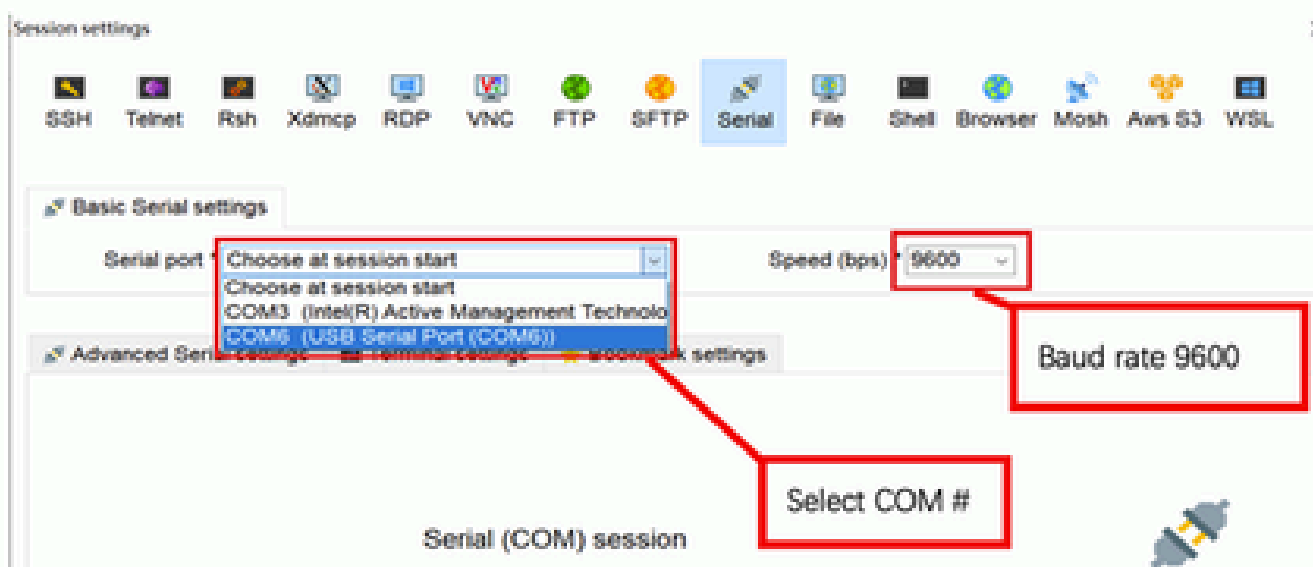 Session settings
SSH Telnet Rsh Xdmcp RDP VNC FTP SFTP Serial File Shell Browser Mosh Aws S3 WSL
Basic Serial settings
Serial port * Choose at session start Speed (bps) * 9600
Choose at session start
COM3 (Intel(R) Active Management Technolo
COM6 (USB Serial Port (COM6))
Advanced Serial settings Terminal settings Bookmark settings
Baud rate 9600
Select COM #
Serial (COM) session